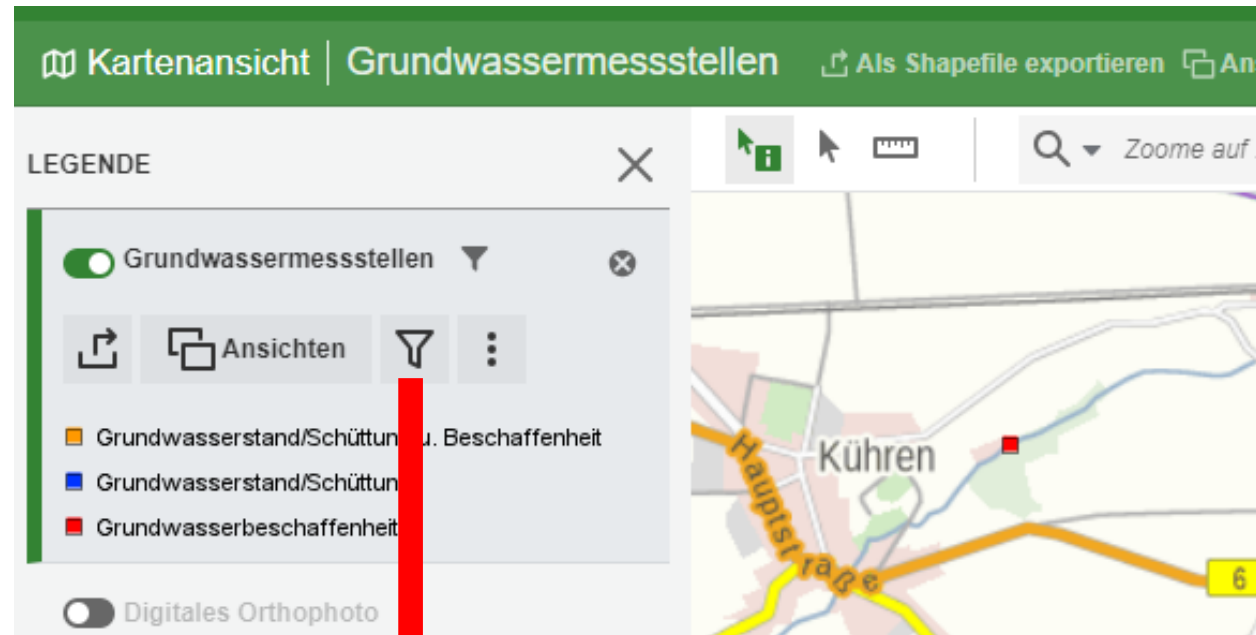 Kartenansicht | Grundwassermessstellen Als Shapefile exportieren
LEGENDE
Zoome auf
Grundwassermessstellen
Ansichten
Grundwasserstand/Schüttun u. Beschaffenheit
Grundwasserstand/Schüttun
Grundwasserbeschaffenheit
Digitales Orthophoto
Kühren
Hauptstraße
6